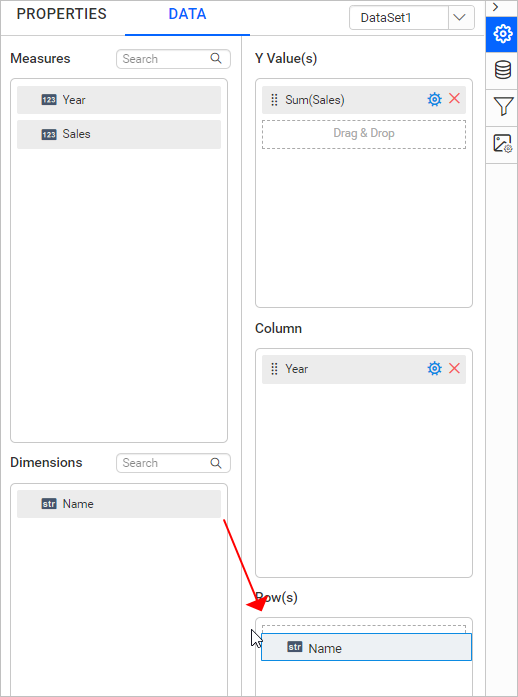 PROPERTIES
DATA
DataSet1
Measures
Search
123 Year
123 Sales
Dimensions
Search
str Name
Y Value(s)
Sum(Sales)
Drag & Drop
Column
Year
Row(s)
str Name